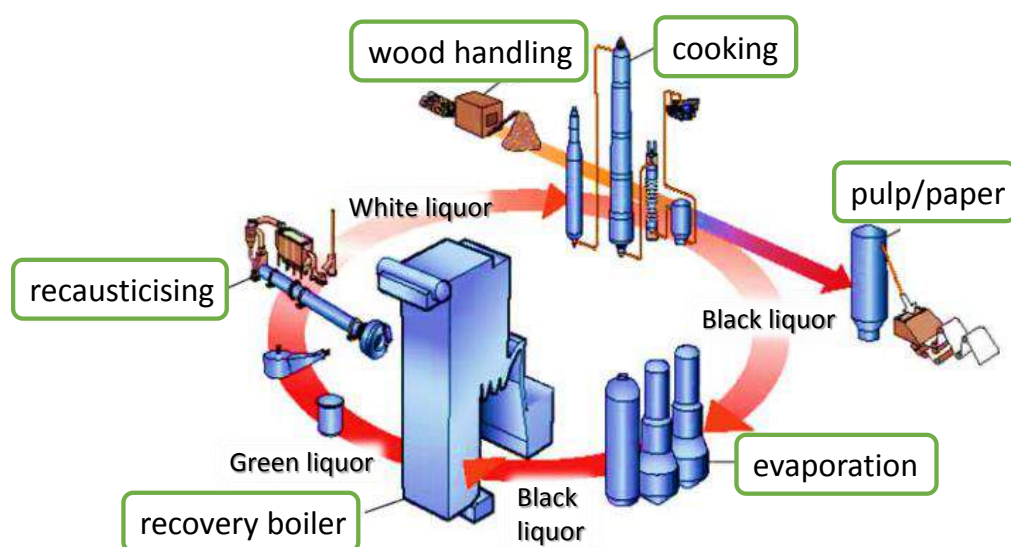 wood handling
cooking
pulp/paper
White liquor
recausticising
Black liquor
evaporation
Green liquor
Black
liquor
recovery boiler